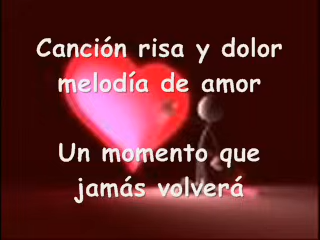 Canción risa y dolor
melodía de amor
Un momento que
jamás volverá